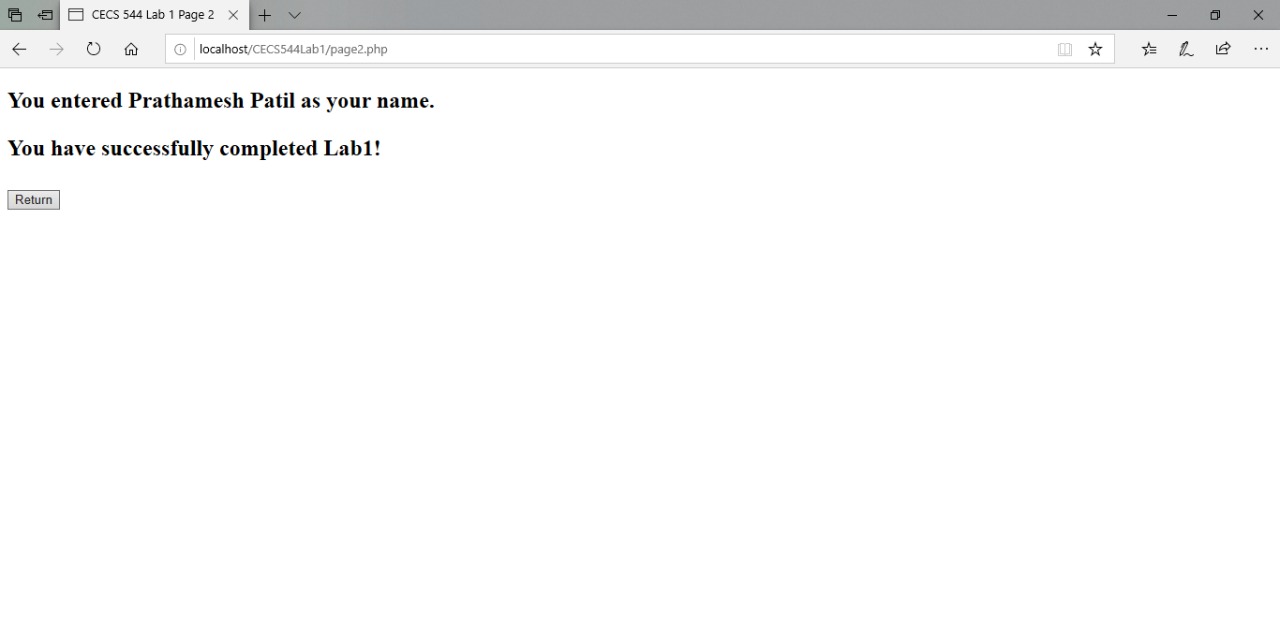 CECS 544 Lab 1 Page 2
localhost/CECS544Lab1/page2.php
You entered Prathamesh Patil as your name.
You have successfully completed Lab1!
Return